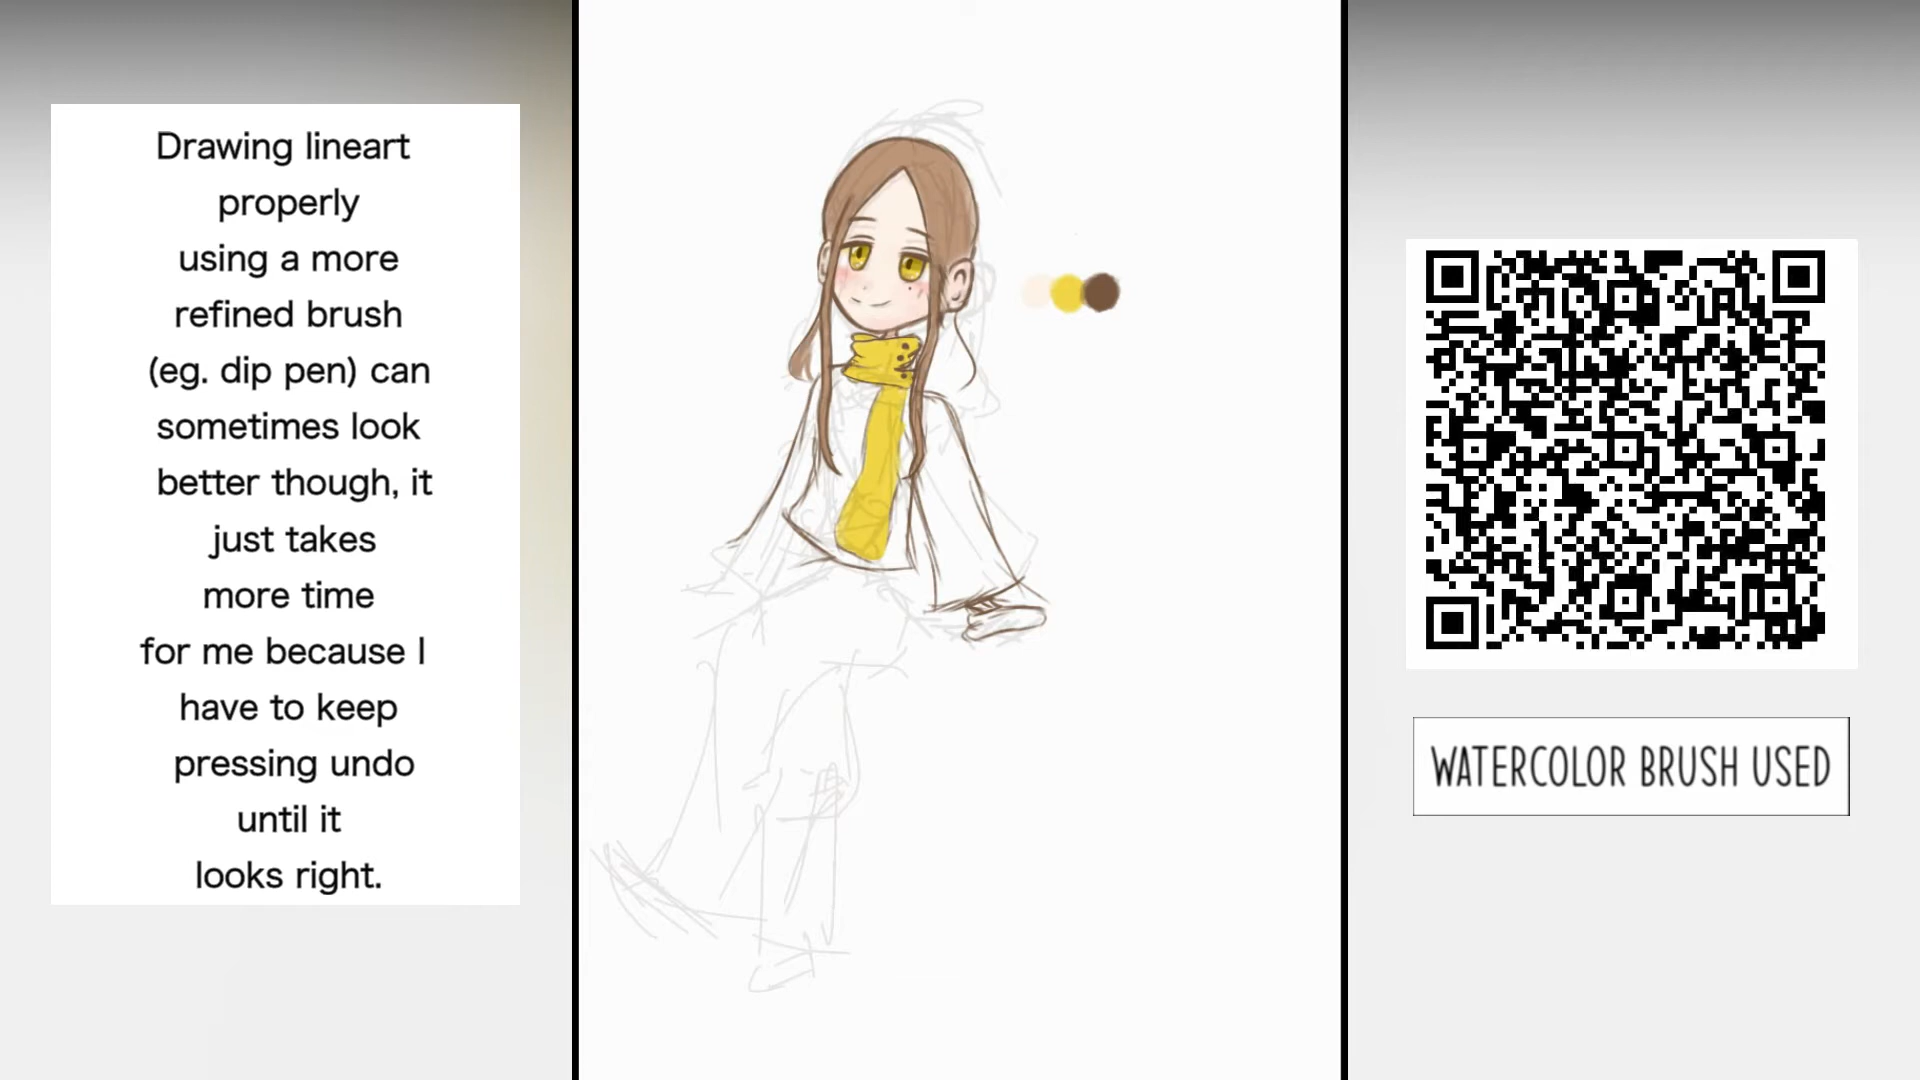 Drawing lineart
properly
using a more
refined brush
(eg. dip pen) can
sometimes look
better though, it
just takes
more time
for me because I
have to keep
pressing undo
until it
looks right.
WATERCOLOR BRUSH USED